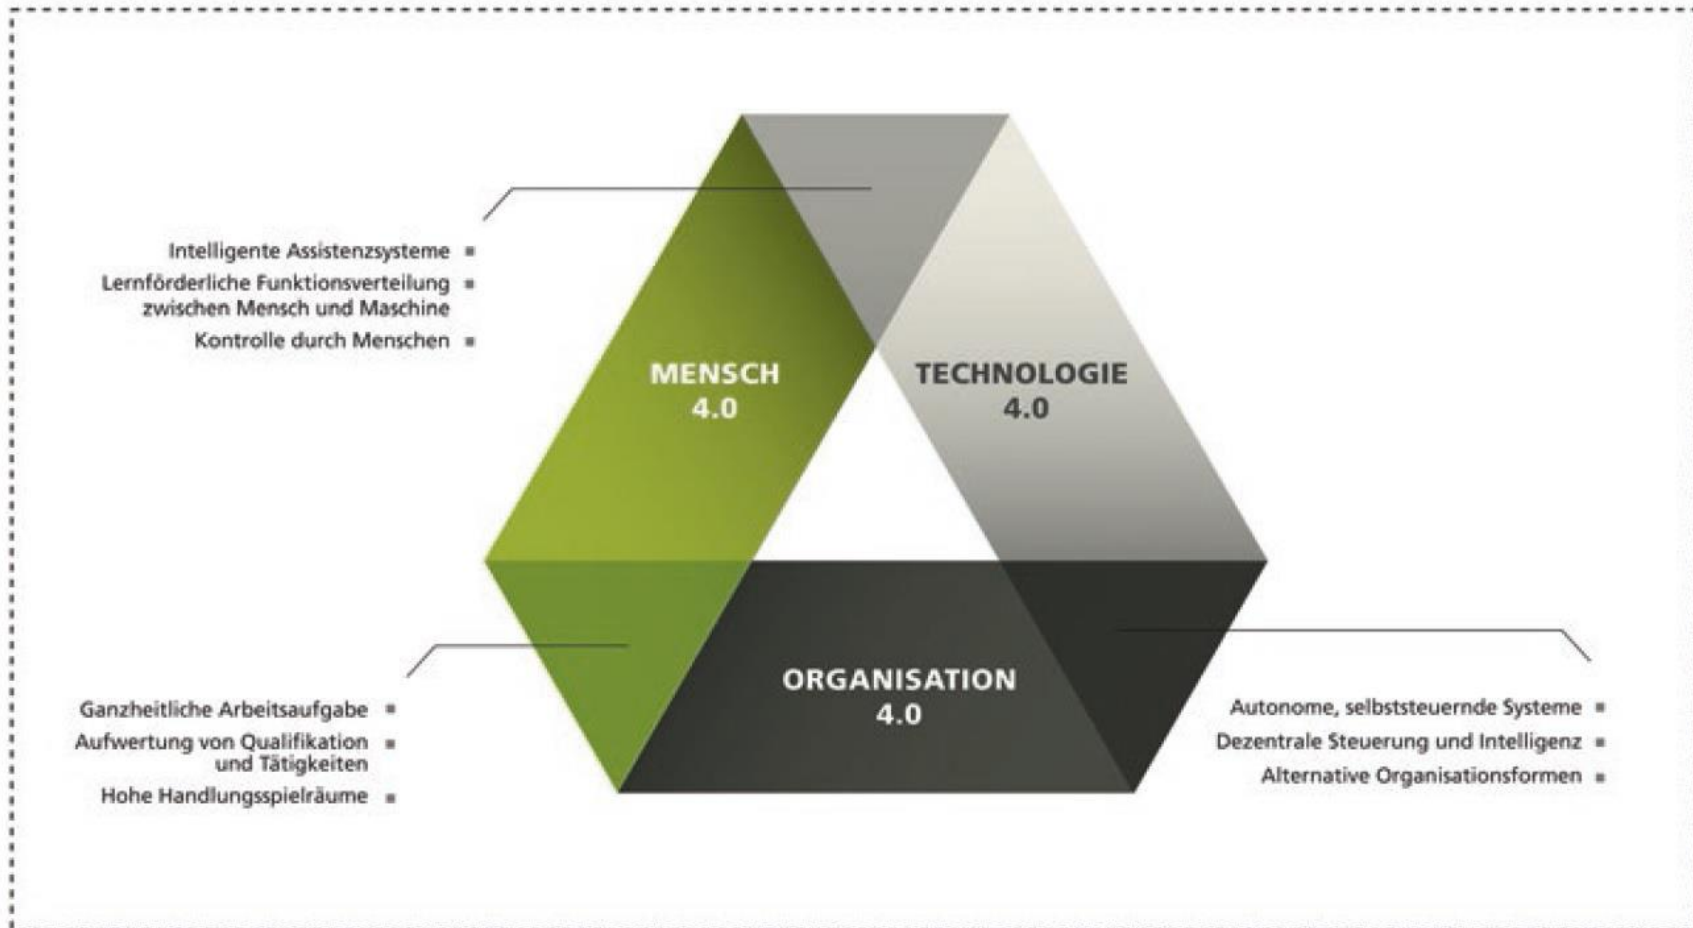 Intelligente Assistenzsysteme ■
Lernförderliche Funktionsverteilung ■
zwischen Mensch und Maschine
Kontrolle durch Menschen ■
MENSCH
4.0
TECHNOLOGIE
4.0
ORGANISATION
4.0
Ganzheitliche Arbeitsaufgabe ■
Aufwertung von Qualifikation ■
und Tätigkeiten
Hohe Handlungsspielräume ■
Autonome, selbststeuernde Systeme ■
Dezentrale Steuerung und Intelligenz ■
Alternative Organisationsformen ■